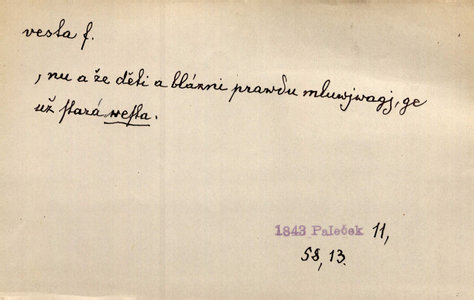 vesta f.
, nu a že děti a blázni prawdu mluwjwagj, ge
už stará westa.
1843 Paleček 11,
58, 13.